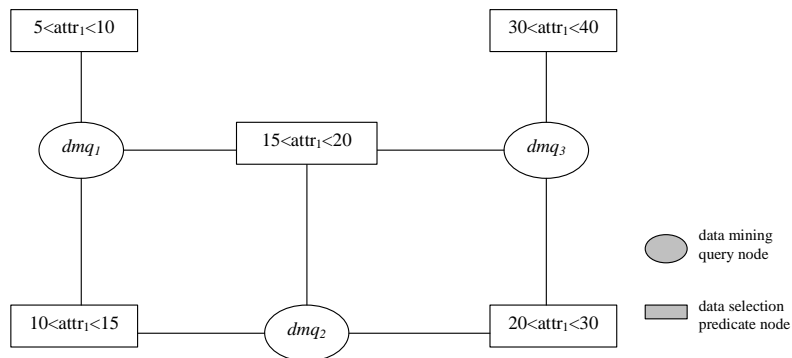 5<attr₁<10
30<attr₁<40
dmq₁
15<attr₁<20
dmq₃
data mining
query node
10<attr₁<15
dmq₂
20<attr₁<30
data selection
predicate node